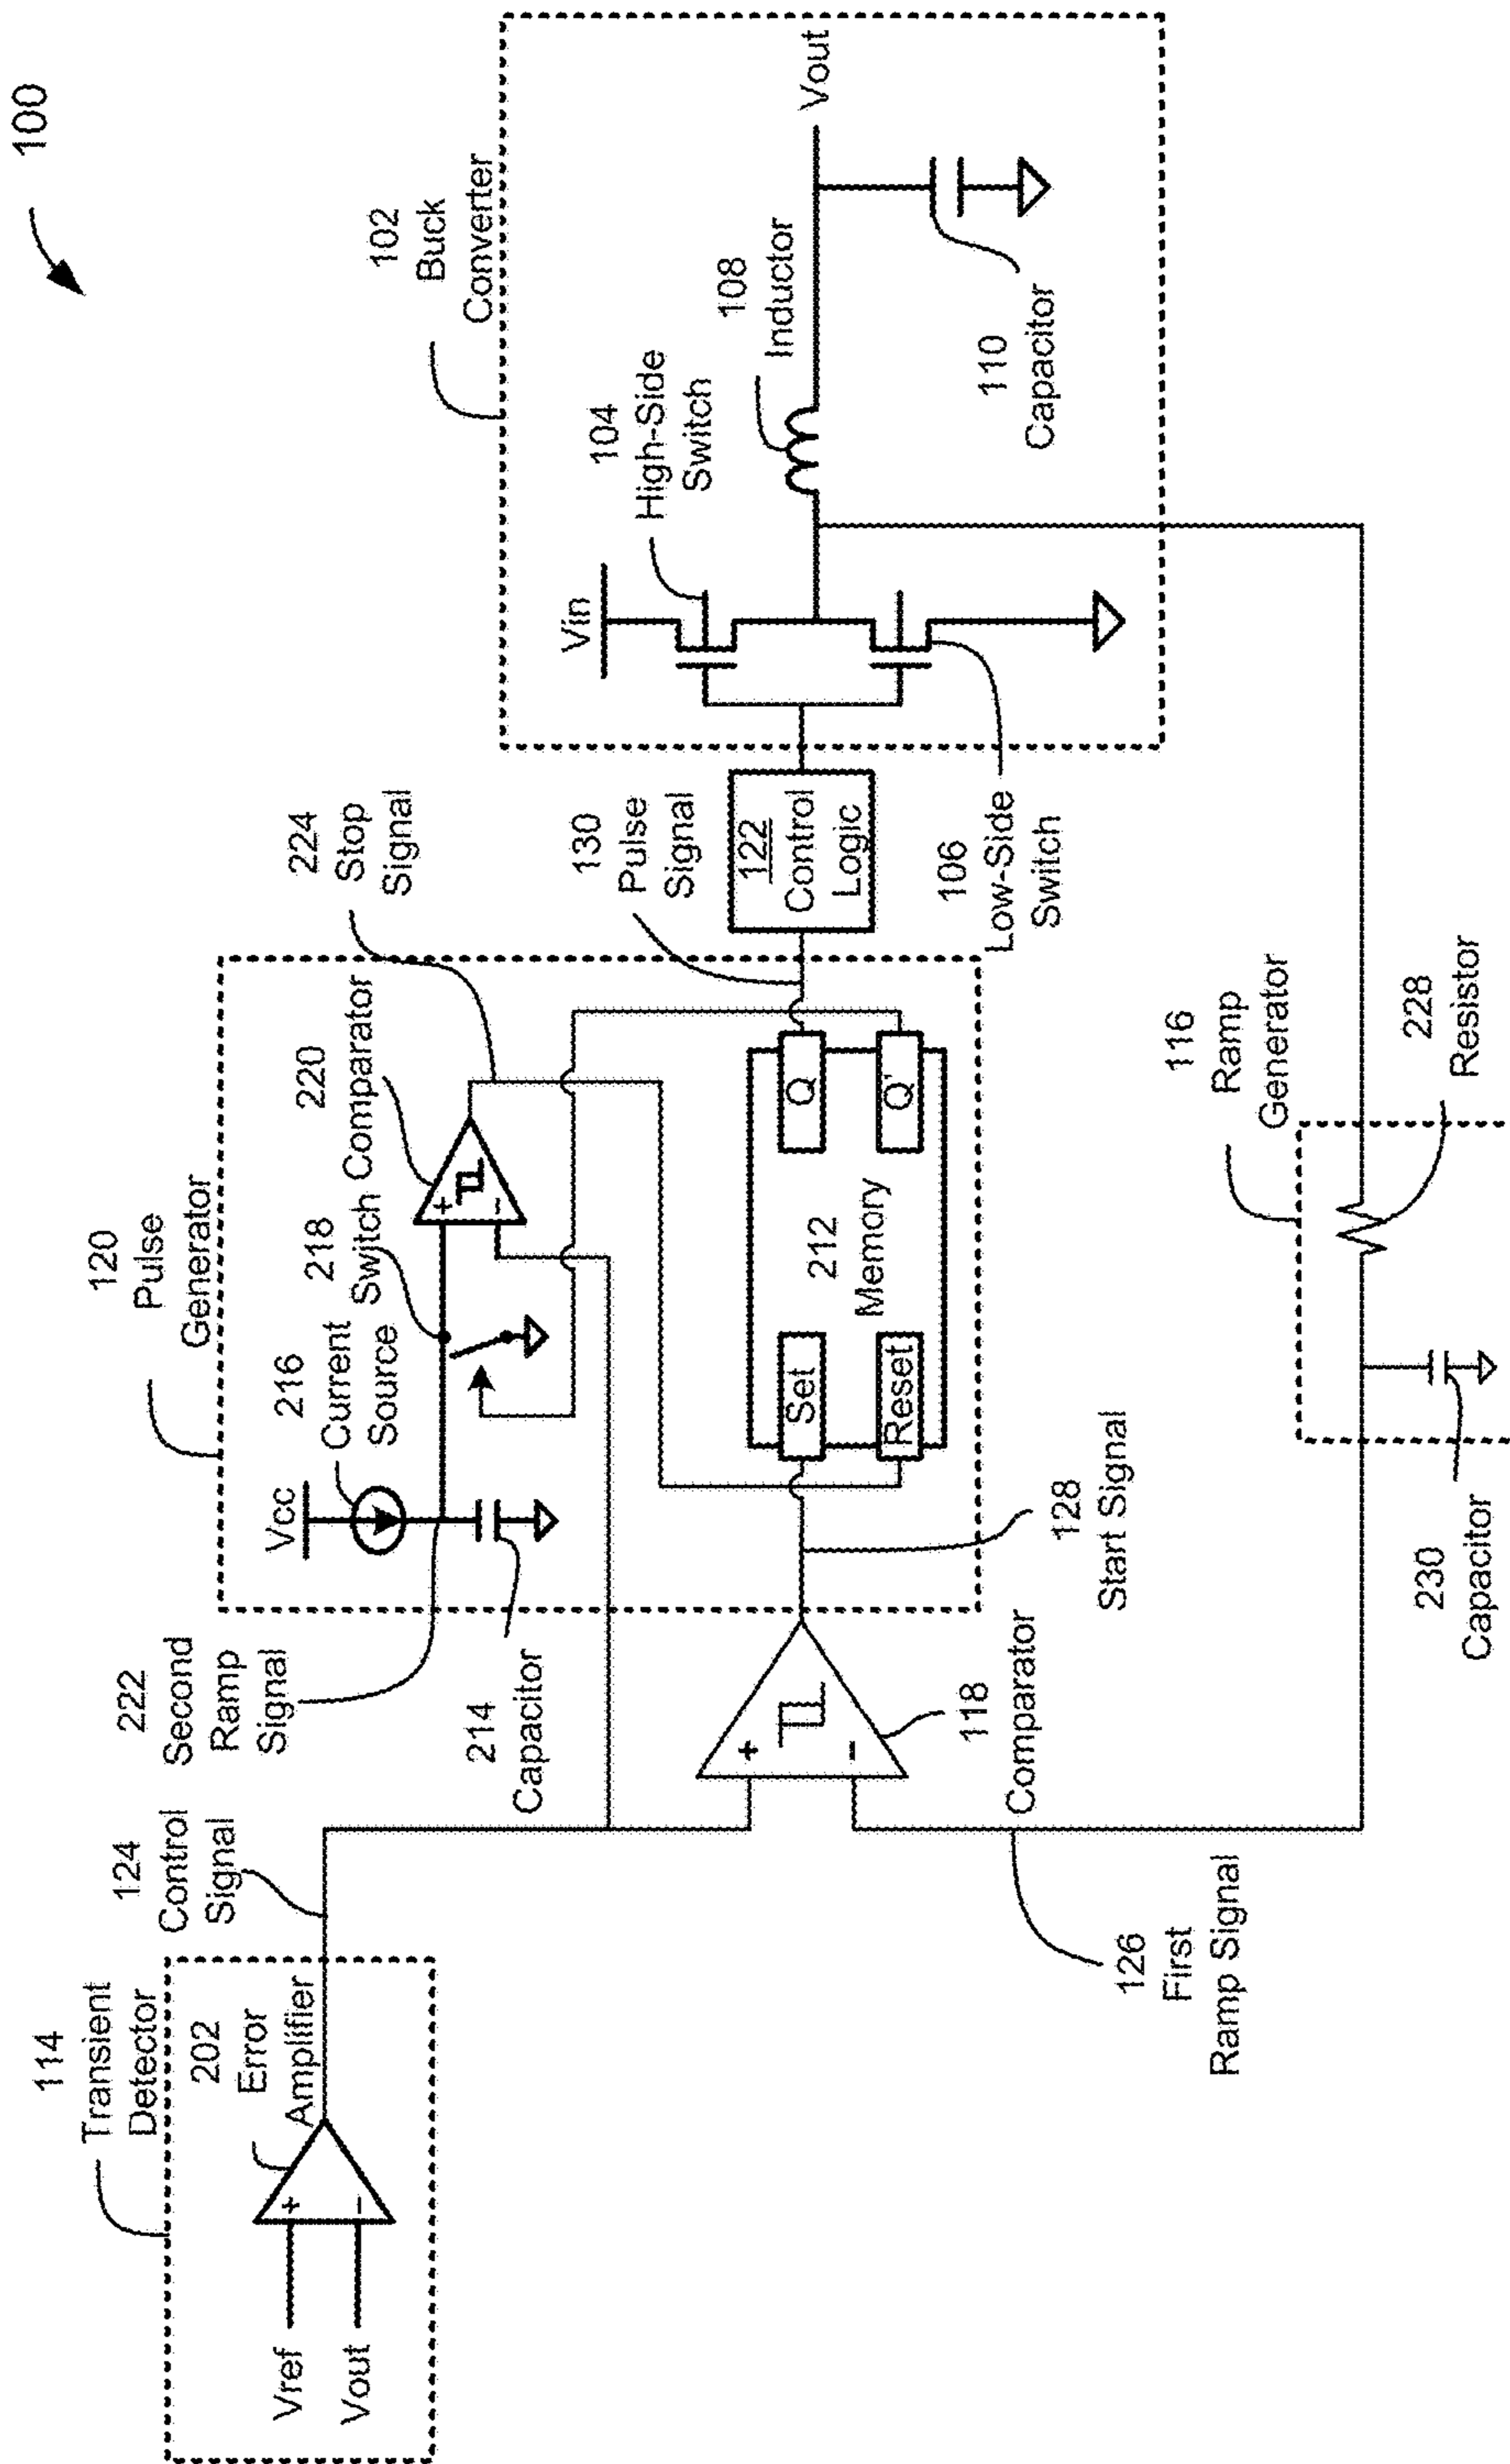 100
102
Buck
Converter
Vin
104
High-Side
Switch
108
Inductor
Vout
110
Capacitor
106
Low-Side
Switch
122
Control
Logic
130
Pulse
Signal
224
Stop
Signal
120
Pulse
Generator
Vcc
216
Current
Source
218
Switch
220
Comparator
+
-
222
Second
Ramp
Signal
214
Capacitor
Set
Reset
212
Memory
Q
Q'
128
Start Signal
118
Comparator
+
-
124
Control
Signal
114
Transient
Detector
202
Error
Amplifier
+
-
Vref
Vout
126
First
Ramp Signal
116
Ramp
Generator
228
Resistor
230
Capacitor